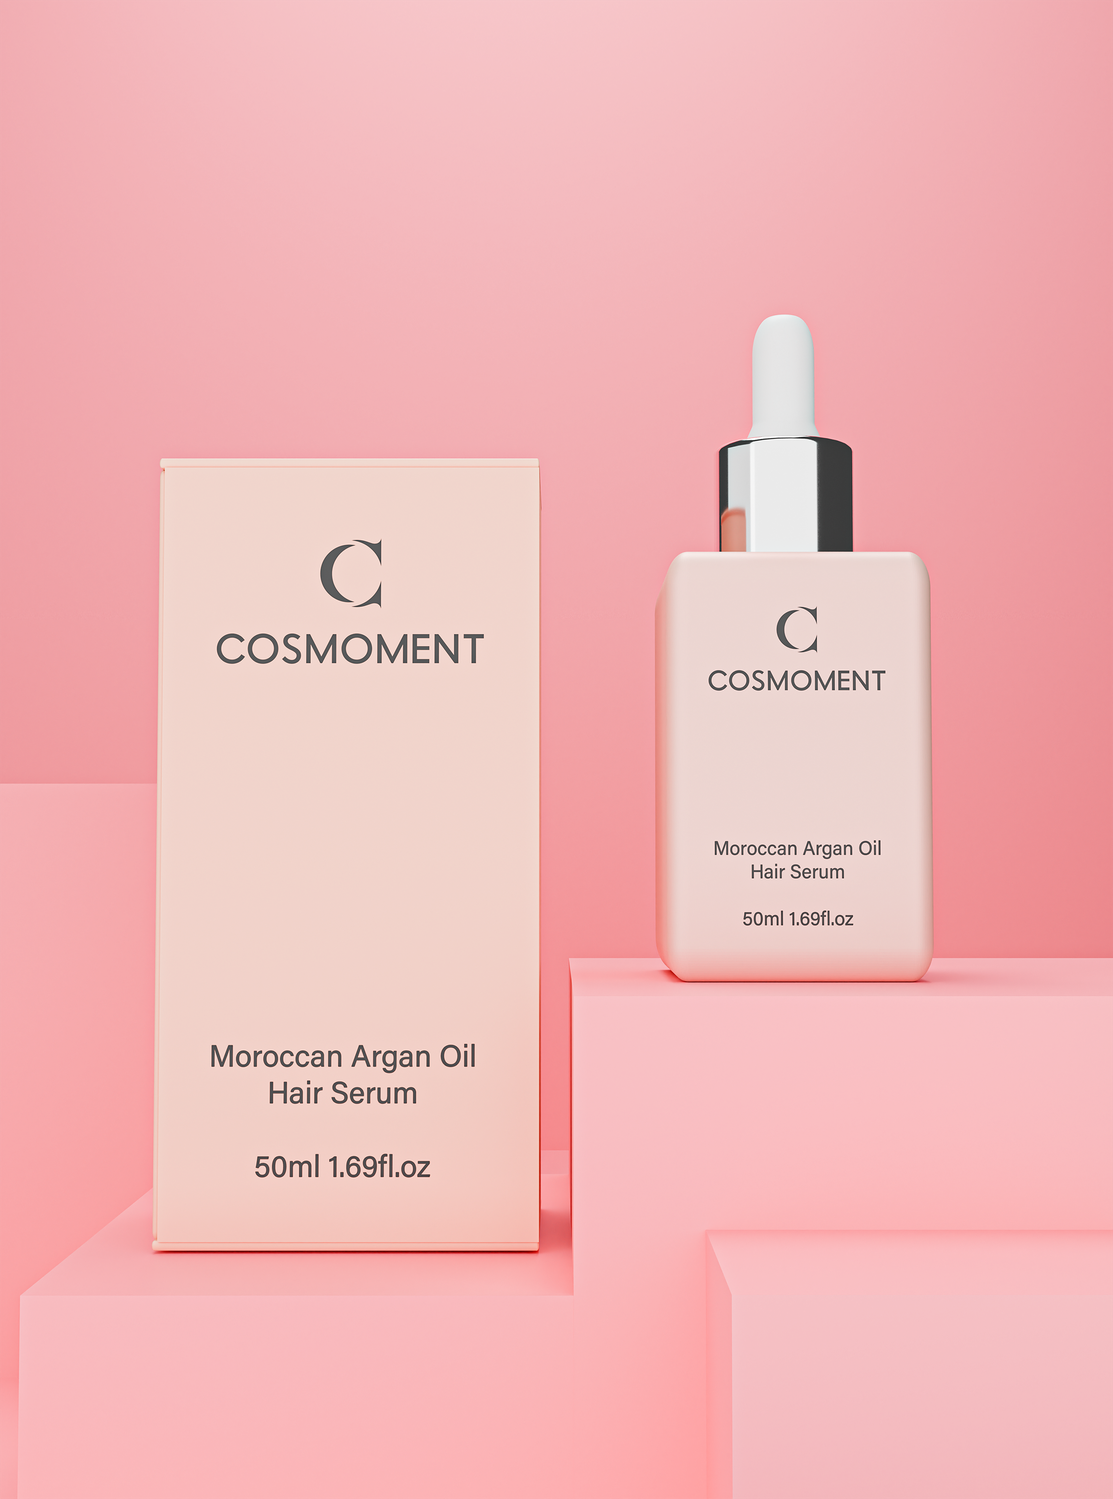 C
COSMOMENT
Moroccan Argan Oil
Hair Serum
50ml 1.69fl.oz
C
COSMOMENT
Moroccan Argan Oil
Hair Serum
50ml 1.69fl.oz